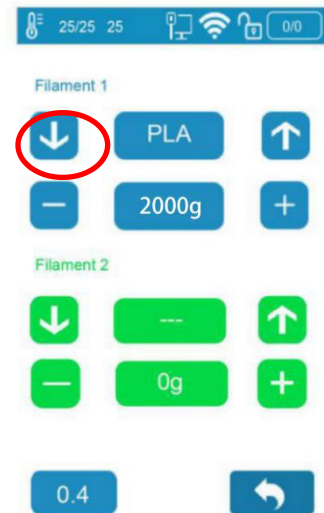 25/25 25 0/0
Filament 1
PLA
2000g
Filament 2
---
0g
0.4